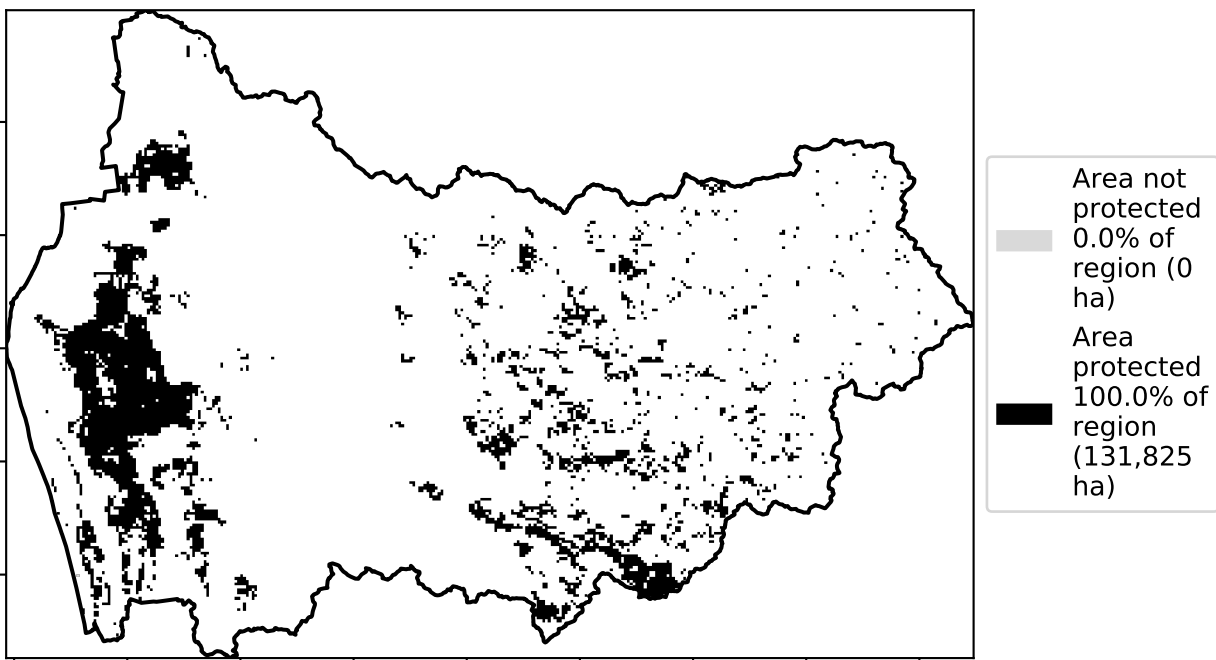 Area not
protected
0.0% of
region (0
ha)
Area
protected
100.0% of
region
(131,825
ha)